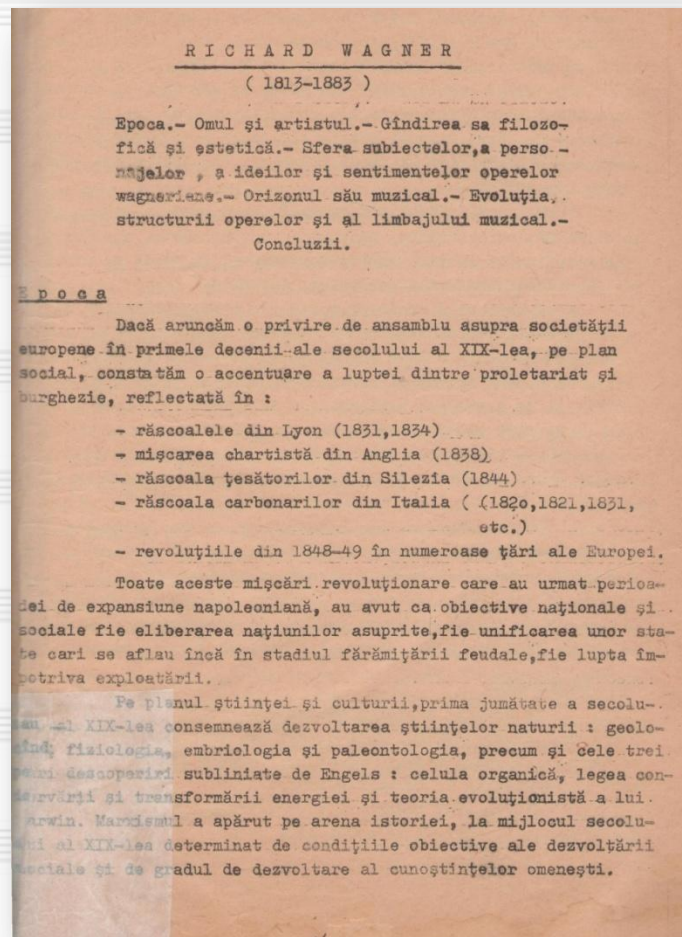 RICHARD WAGNER
( 1813-1883 )
Epoca.- Omul şi artistul.- Gîndirea sa filozo-
fică şi estetică.- Sfera subiectelor,a perso -
najelor , a ideilor şi sentimentelor operelor
wagneriene.- Orizonul său muzical.- Evoluţia
structurii operelor şi al limbajului muzical.-
Concluzii.
Epoca
Dacă aruncăm o privire de ansamblu asupra societăţii
europene în primele decenii ale secolului al XIX-lea, pe plan
social, constatăm o accentuare a luptei dintre proletariat şi
burghezie, reflectată în :
- răscoalele din Lyon (1831,1834)
- mişcarea chartistă din Anglia (1838)
- răscoala ţesătorilor din Silezia (1844)
- răscoala carbonarilor din Italia ( (182o,1821,1831,
etc.)
- revoluţiile din 1848-49 în numeroase ţări ale Europei.
Toate aceste mişcări revoluţionare care au urmat perioa-
dei de expansiune napoleoniană, au avut ca obiective naţionale şi
sociale fie eliberarea naţiunilor asuprite,fie unificarea unor sta-
te cari se aflau încă în stadiul fărămiţării feudale,fie lupta îm-
potriva exploatării.
Pe planul ştiinţei şi culturii,prima jumătate a secolu-
al XIX-lea consemnează dezvoltarea ştiinţelor naturii : geolo-
fiziologia, embriologia şi paleontologia, precum şi cele trei
descoperiri subliniate de Engels : celula organică, legea con-
servării şi transformării energiei şi teoria evoluţionistă a lui
Darwin. Marxismul a apărut pe arena istoriei, la mijlocul secolu-
lui al XIX-lea determinat de condiţiile obiective ale dezvoltării
sociale şi de gradul de dezvoltare al cunoştinţelor omeneşti.